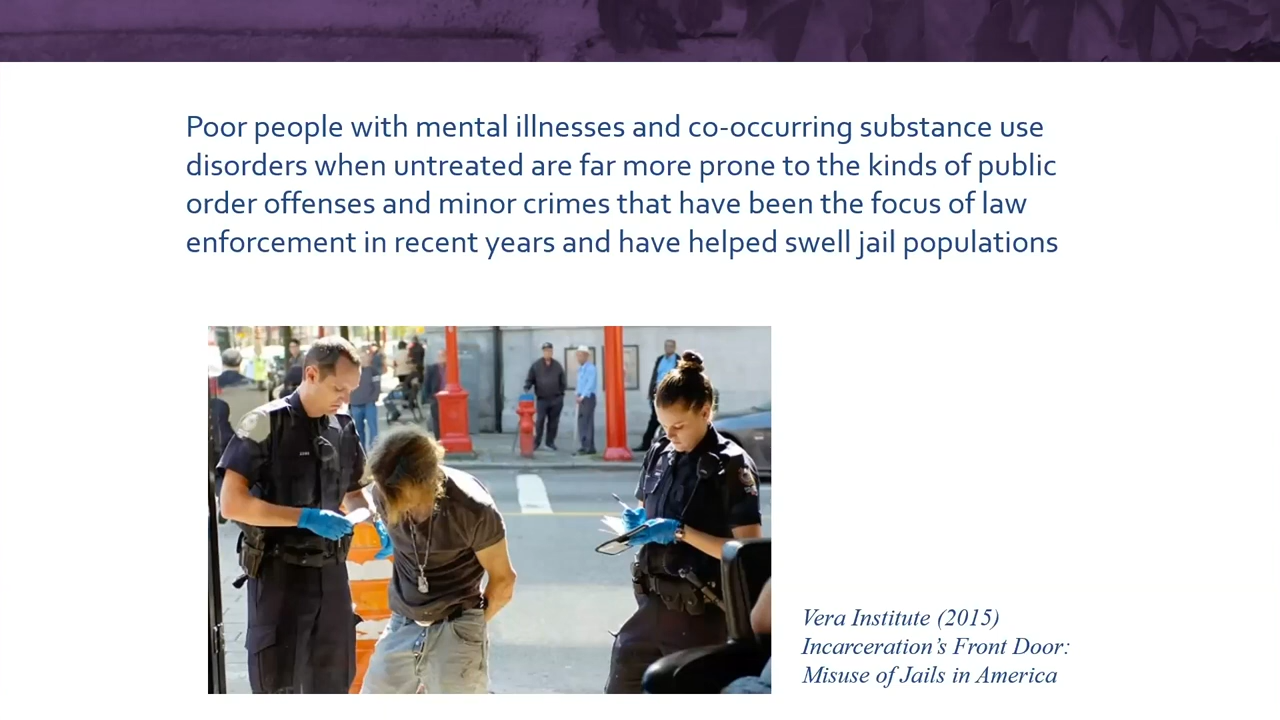 Poor people with mental illnesses and co-occurring substance use
disorders when untreated are far more prone to the kinds of public
order offenses and minor crimes that have been the focus of law
enforcement in recent years and have helped swell jail populations
Vera Institute (2015)
Incarceration’s Front Door:
Misuse of Jails in America